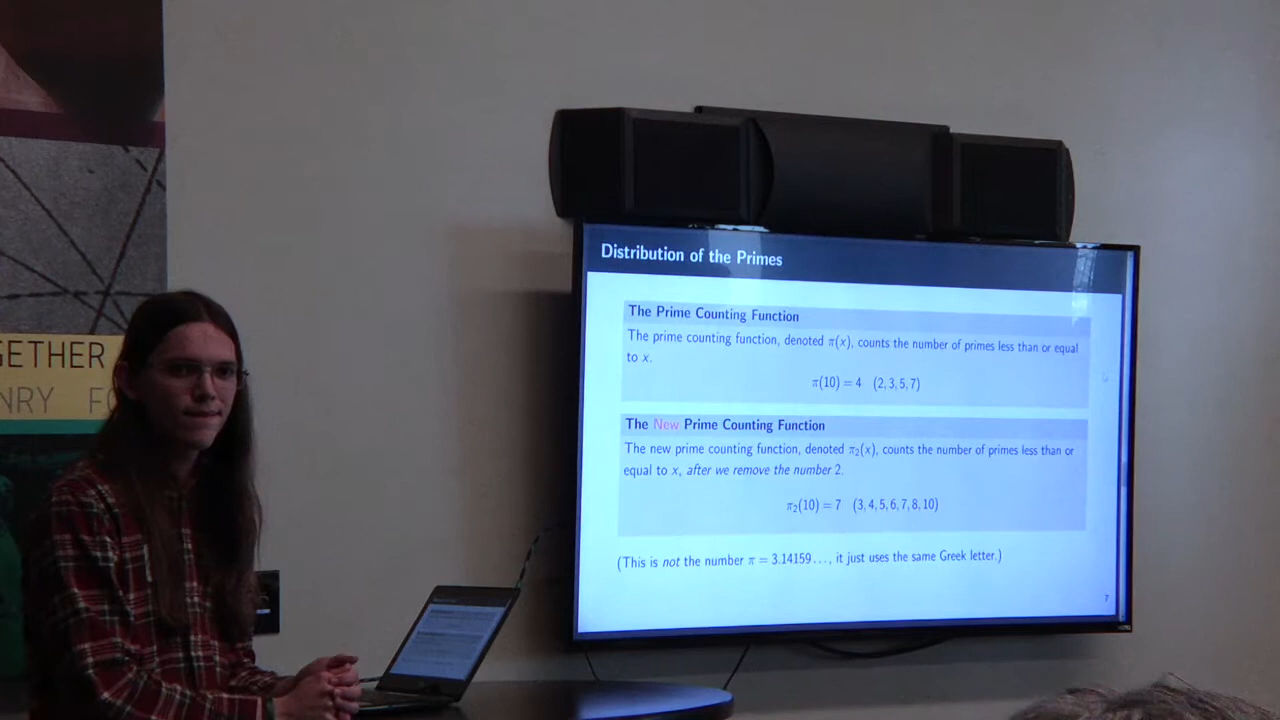 GETHER
NRY
Distribution of the Primes
The Prime Counting Function
The prime counting function, denoted π(x), counts the number of primes less than or equal
to x.
π(10) = 4 (2, 3, 5, 7)
The New Prime Counting Function
The new prime counting function, denoted π₂(x), counts the number of primes less than or
equal to x, after we remove the number 2.
π₂(10) = 7 (3, 4, 5, 6, 7, 8, 10)
(This is not the number π = 3.14159..., it just uses the same Greek letter.)
7